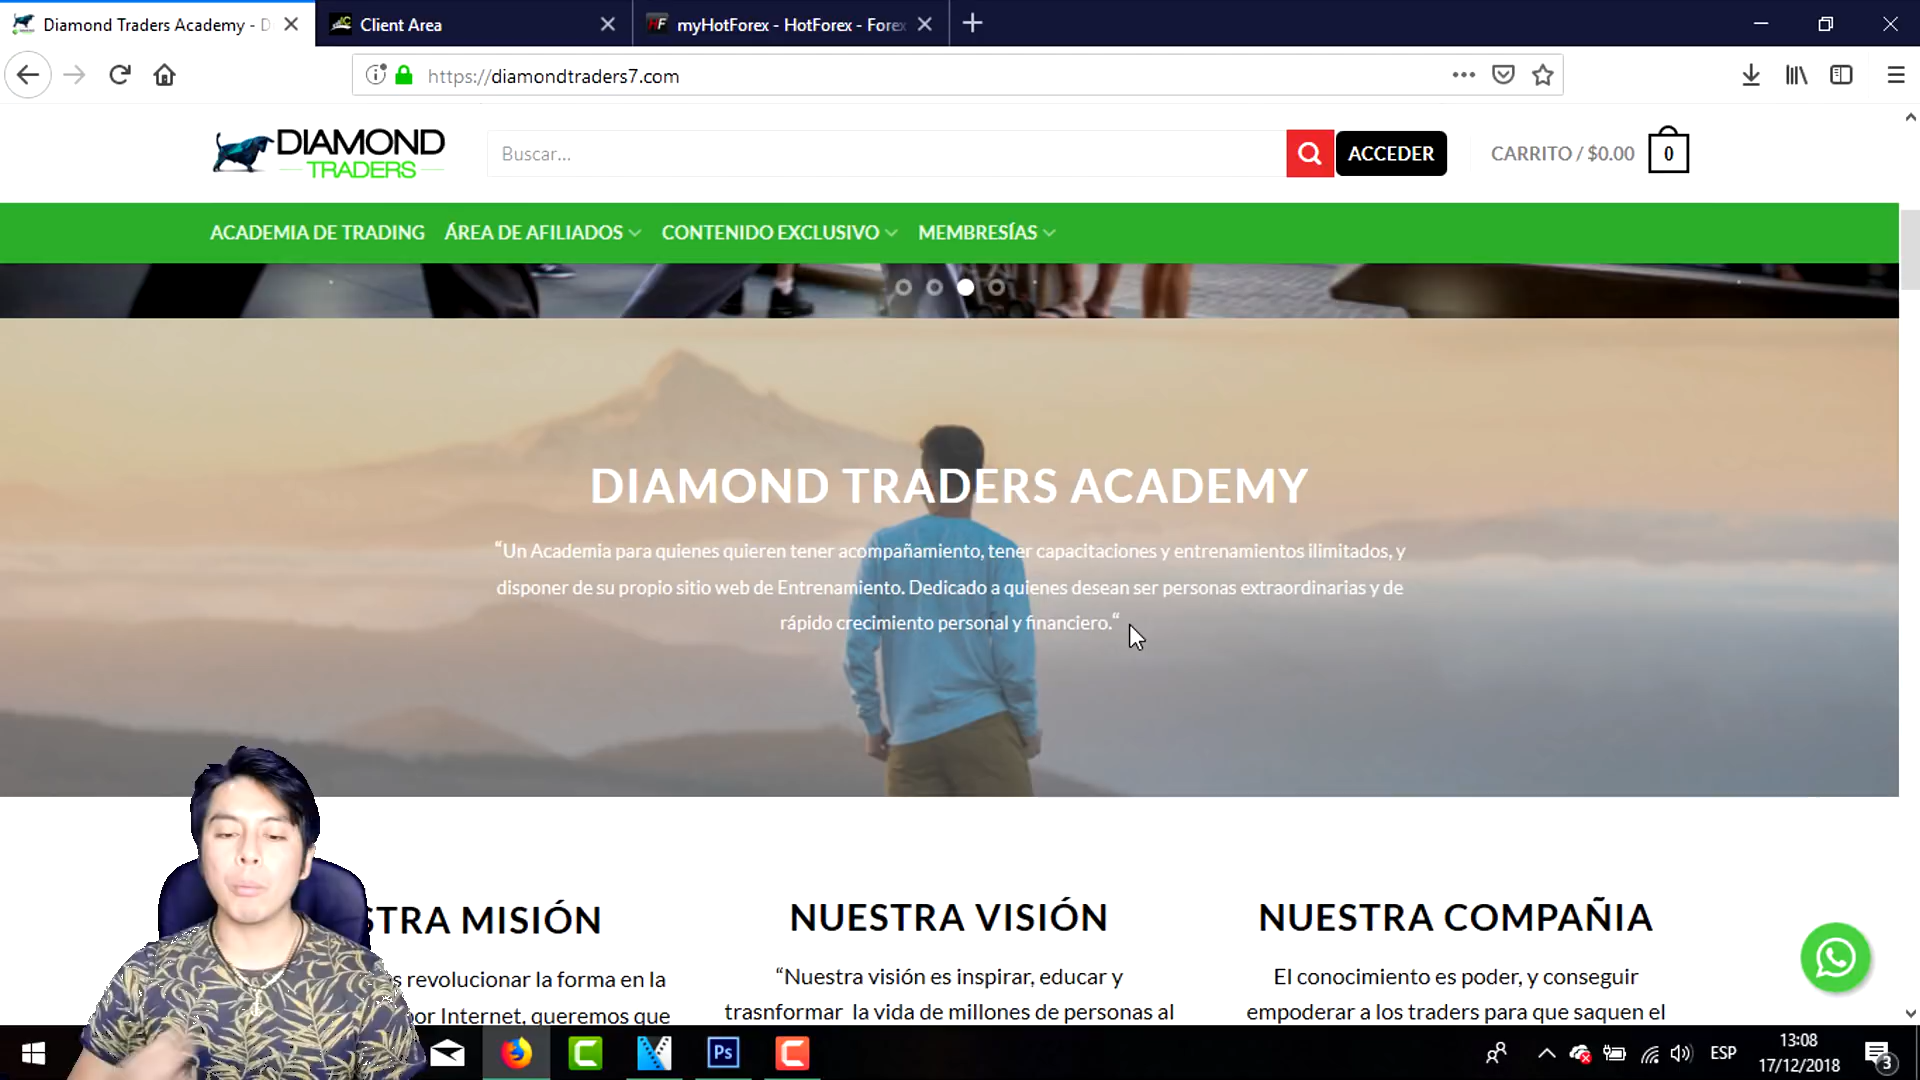 Diamond Traders Academy - D
Client Area
myHotForex - HotForex - Forex
https://diamondtraders7.com
DIAMOND
TRADERS
Buscar...
ACCEDER
CARRITO / $0.00
0
ACADEMIA DE TRADING
ÁREA DE AFILIADOS
CONTENIDO EXCLUSIVO
MEMBRESÍAS
DIAMOND TRADERS ACADEMY
“Un Academia para quienes quieren tener acompañamiento, tener capacitaciones y entrenamientos ilimitados, y
disponer de su propio sitio web de Entrenamiento. Dedicado a quienes desean ser personas extraordinarias y de
rápido crecimiento personal y financiero.“
STRA MISIÓN
revolucionar la forma en la
por Internet, queremos que
NUESTRA VISIÓN
“Nuestra visión es inspirar, educar y
trasnformar la vida de millones de personas al
NUESTRA COMPAÑIA
El conocimiento es poder, y conseguir
empoderar a los traders para que saquen el
Ps
ESP
13:08
17/12/2018
3